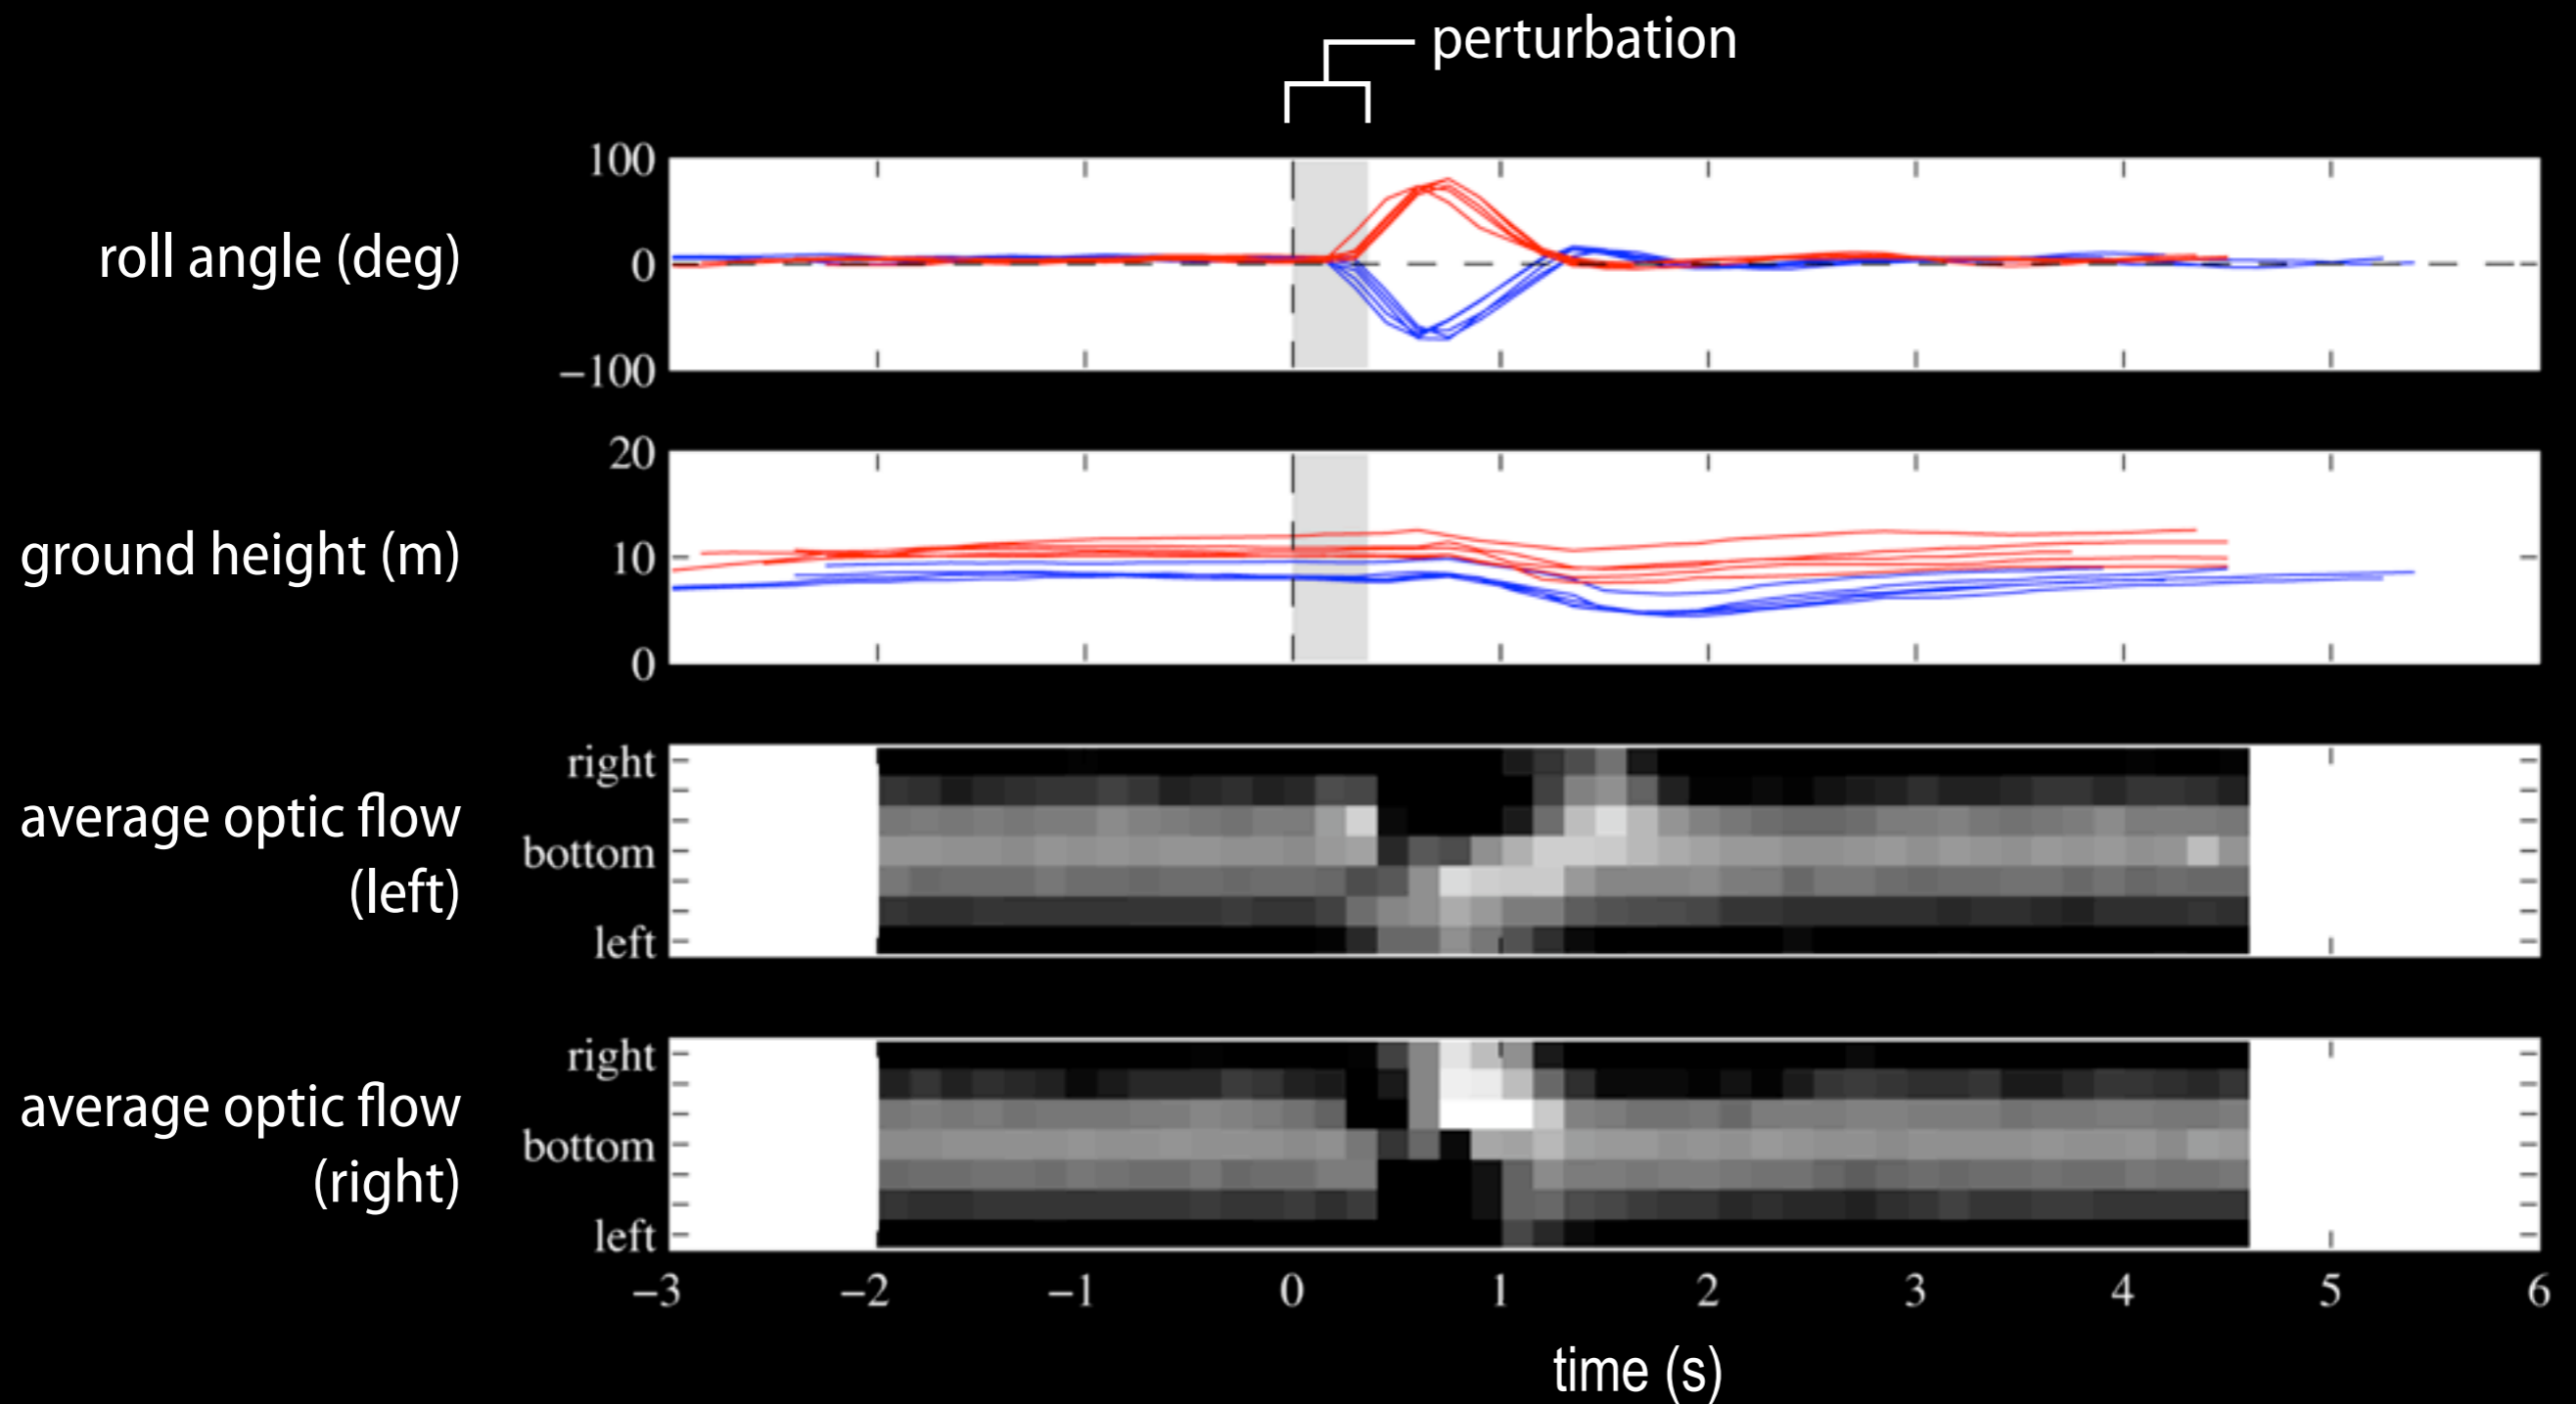 perturbation
100
roll angle (deg)
0
−100
20
ground height (m)
10
0
right
average optic flow
bottom
(left)
left
right
average optic flow
bottom
(right)
left
−3 −2 −1 0 1 2 3 4 5 6
time (s)